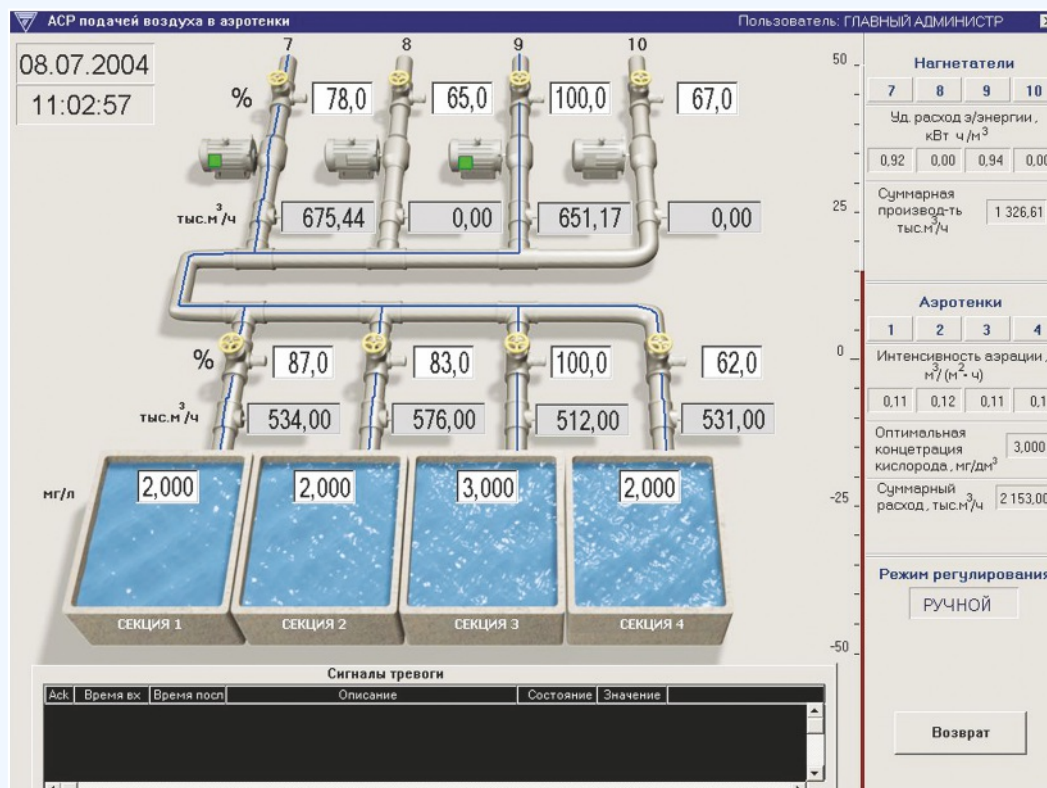 АСР подачей воздуха в аэротенки
Пользователь: ГЛАВНЫЙ АДМИНИСТР
08.07.2004
11:02:57
7 8 9 10
% 78,0 65,0 100,0 67,0
тыс.м³/ч 675,44 0,00 651,17 0,00
% 87,0 83,0 100,0 62,0
тыс.м³/ч 534,00 576,00 512,00 531,00
мг/л 2,000 2,000 3,000 2,000
СЕКЦИЯ 1 СЕКЦИЯ 2 СЕКЦИЯ 3 СЕКЦИЯ 4
Сигналы тревоги
Ack Время вх Время посл Описание Состояние Значение
50
25
0
-25
-50
Нагнетатели
7 8 9 10
Уд. расход э/энергии,
кВт ч/м³
0,92 0,00 0,94 0,00
Суммарная
производ-ть 1 326,61
тыс.м³/ч
Аэротенки
1 2 3 4
Интенсивность аэрации,
м³/(м²· ч)
0,11 0,12 0,11 0,1
Оптимальная
концетрация 3,000
кислорода, мг/дм³
Суммарный
расход, тыс.м³/ч 2 153,00
Режим регулирования
РУЧНОЙ
Возврат